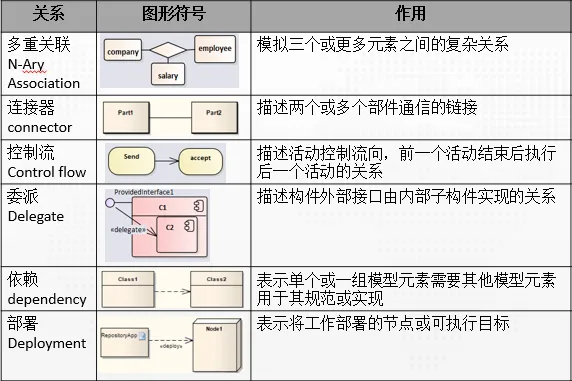 关系
图形符号
作用
多重关联
N-Ary
Association
company
employee
salary
模拟三个或更多元素之间的复杂关系
连接器
connector
Part1
Part2
描述两个或多个部件通信的链接
控制流
Control flow
Send
accept
描述活动控制流向，前一个活动结束后执行
后一个活动的关系
委派
Delegate
ProvidedInterface1
C1
«delegate»
C2
描述构件外部接口由内部子构件实现的关系
依赖
dependency
Class1
Class2
表示单个或一组模型元素需要其他模型元素
用于其规范或实现
部署
Deployment
RepositoryApp
«deploy»
Node1
表示将工作部署的节点或可执行目标